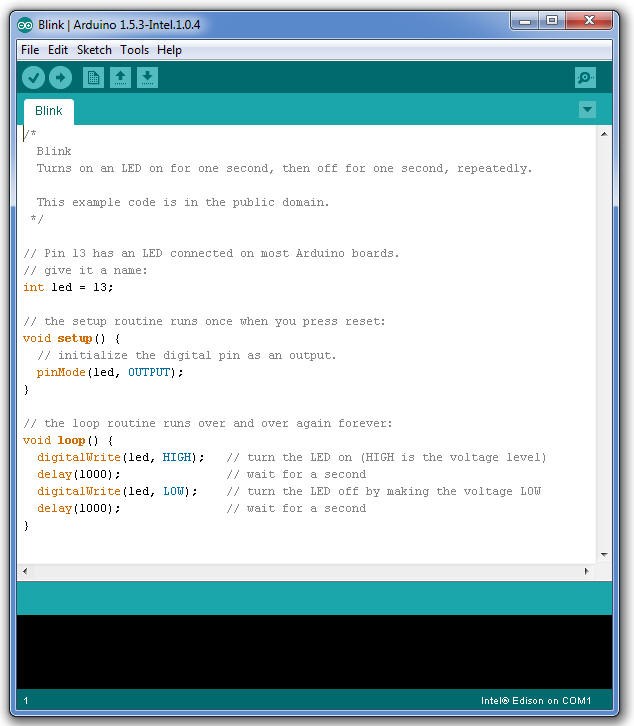 Blink | Arduino 1.5.3-Intel.1.0.4
File Edit Sketch Tools Help
Blink
/*
  Blink
  Turns on an LED on for one second, then off for one second, repeatedly.

  This example code is in the public domain.
 */

// Pin 13 has an LED connected on most Arduino boards.
// give it a name:
int led = 13;

// the setup routine runs once when you press reset:
void setup() {
  // initialize the digital pin as an output.
  pinMode(led, OUTPUT);
}

// the loop routine runs over and over again forever:
void loop() {
  digitalWrite(led, HIGH);   // turn the LED on (HIGH is the voltage level)
  delay(1000);               // wait for a second
  digitalWrite(led, LOW);    // turn the LED off by making the voltage LOW
  delay(1000);               // wait for a second
}
1 Intel® Edison on COM1